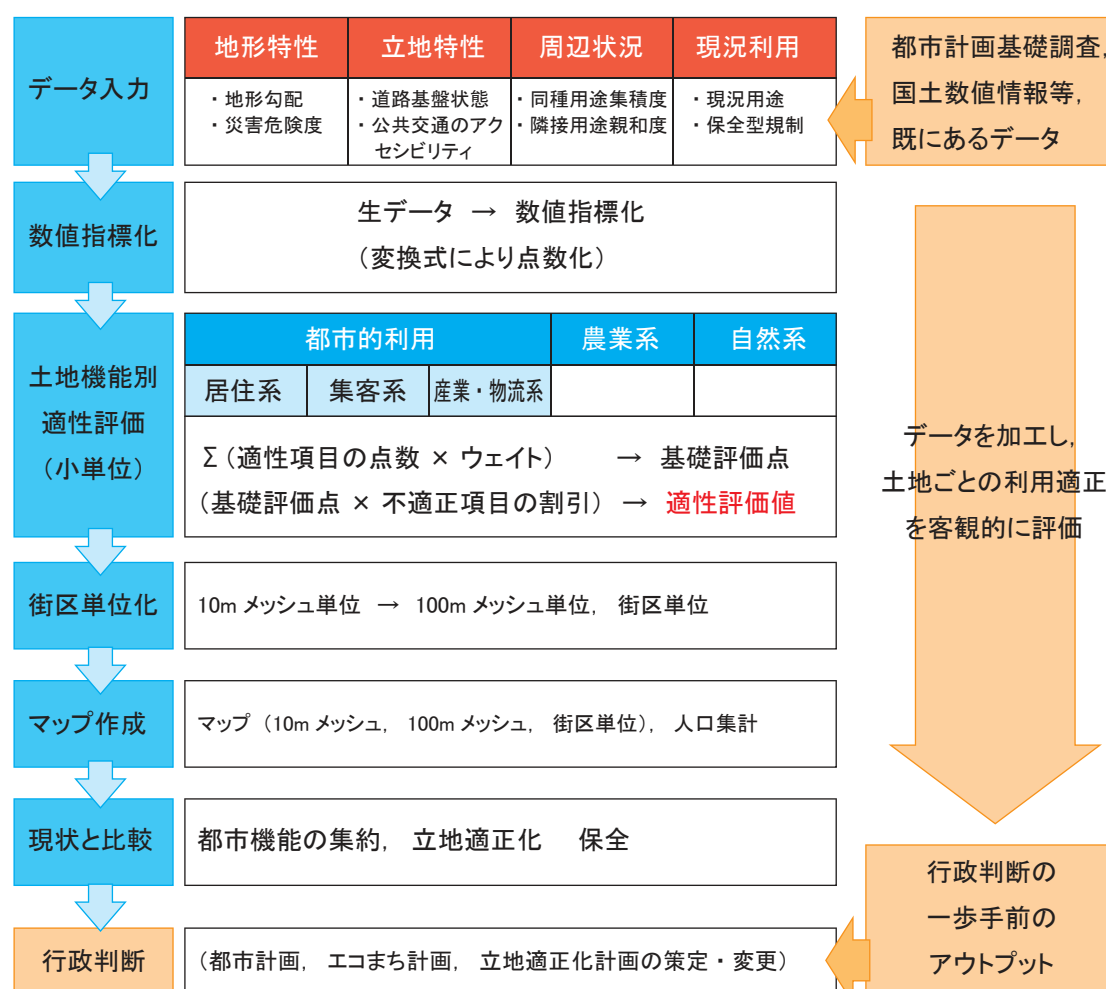 データ入力
地形特性
立地特性
周辺状況
現況利用
・地形勾配
・災害危険度
・道路基盤状態
・公共交通のアク
セシビリティ
・同種用途集積度
・隣接用途親和度
・現況用途
・保全型規制
都市計画基礎調査,
国土数値情報等,
既にあるデータ
数値指標化
生データ → 数値指標化
（変換式により点数化）
土地機能別
適性評価
（小単位）
都市的利用
農業系
自然系
居住系
集客系
産業・物流系
Σ（適性項目の点数 × ウェイト） → 基礎評価点
（基礎評価点 × 不適正項目の割引） → 適性評価値
データを加工し,
土地ごとの利用適正
を客観的に評価
街区単位化
10m メッシュ単位 → 100m メッシュ単位, 街区単位
マップ作成
マップ（10m メッシュ, 100m メッシュ, 街区単位）, 人口集計
現状と比較
都市機能の集約, 立地適正化 保全
行政判断
（都市計画, エコまち計画, 立地適正化計画の策定・変更）
行政判断の
一歩手前の
アウトプット